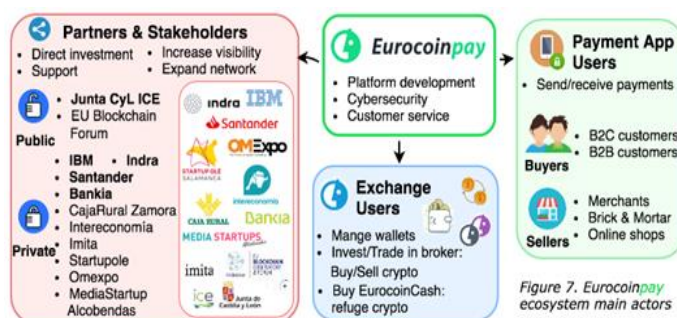 Partners & Stakeholders
• Direct investment
• Support
• Increase visibility
• Expand network
Public
• Junta CyL ICE
• EU Blockchain
Forum
Private
• IBM • Indra
• Santander
• Bankia
• CajaRural Zamora
• Intereconomía
• Imita
• Startupole
• Omexpo
• MediaStartup
Alcobendas
indra IBM
Santander
STARTUP OLE
SALAMANCA
OMExpo
intereconomía
CAJA RURAL
Bankia
MEDIA STARTUPS
imita
BLOCKCHAIN
ice
Junta de
Castilla y León
Eurocoinpay
• Platform development
• Cybersecurity
• Customer service
Exchange
Users
• Mange wallets
• Invest/Trade in broker:
Buy/Sell crypto
• Buy EurocoinCash:
refuge crypto
Payment App
Users
• Send/receive payments
Buyers
• B2C customers
• B2B customers
Sellers
• Merchants
• Brick & Mortar
• Online shops
Figure 7. Eurocoinpay
ecosystem main actors